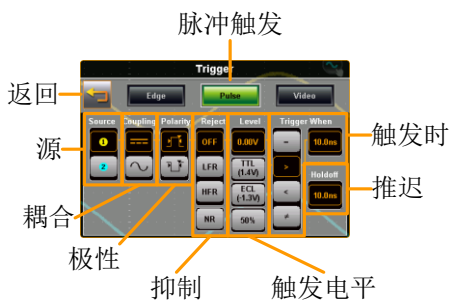 脉冲触发
Trigger
返回
Edge
Pulse
Video
Source
Coupling
Polarity
Reject
Level
Trigger When
源
1
OFF
0.00V
=
10.0ns
触发时
2
LFR
TTL
(1.4V)
>
Holdoff
推迟
HFR
ECL
(-1.3V)
<
10.0ns
耦合
NR
50%
≠
极性
抑制
触发电平